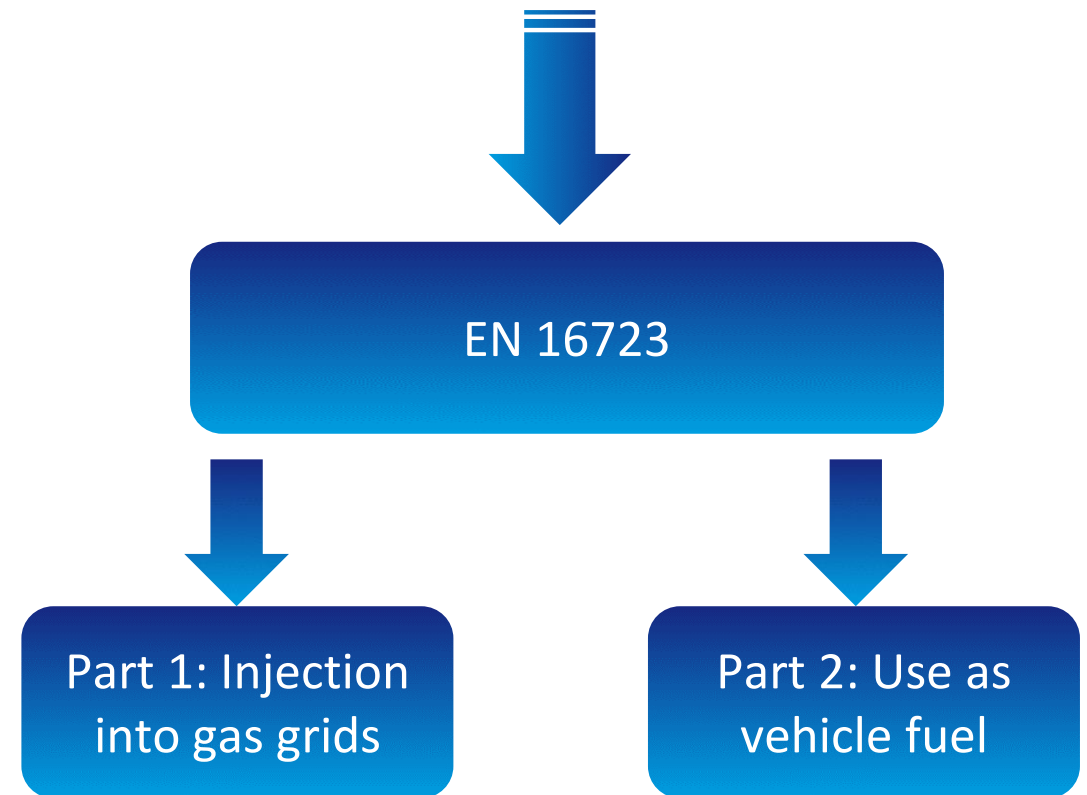 EN 16723
Part 1: Injection
into gas grids
Part 2: Use as
vehicle fuel